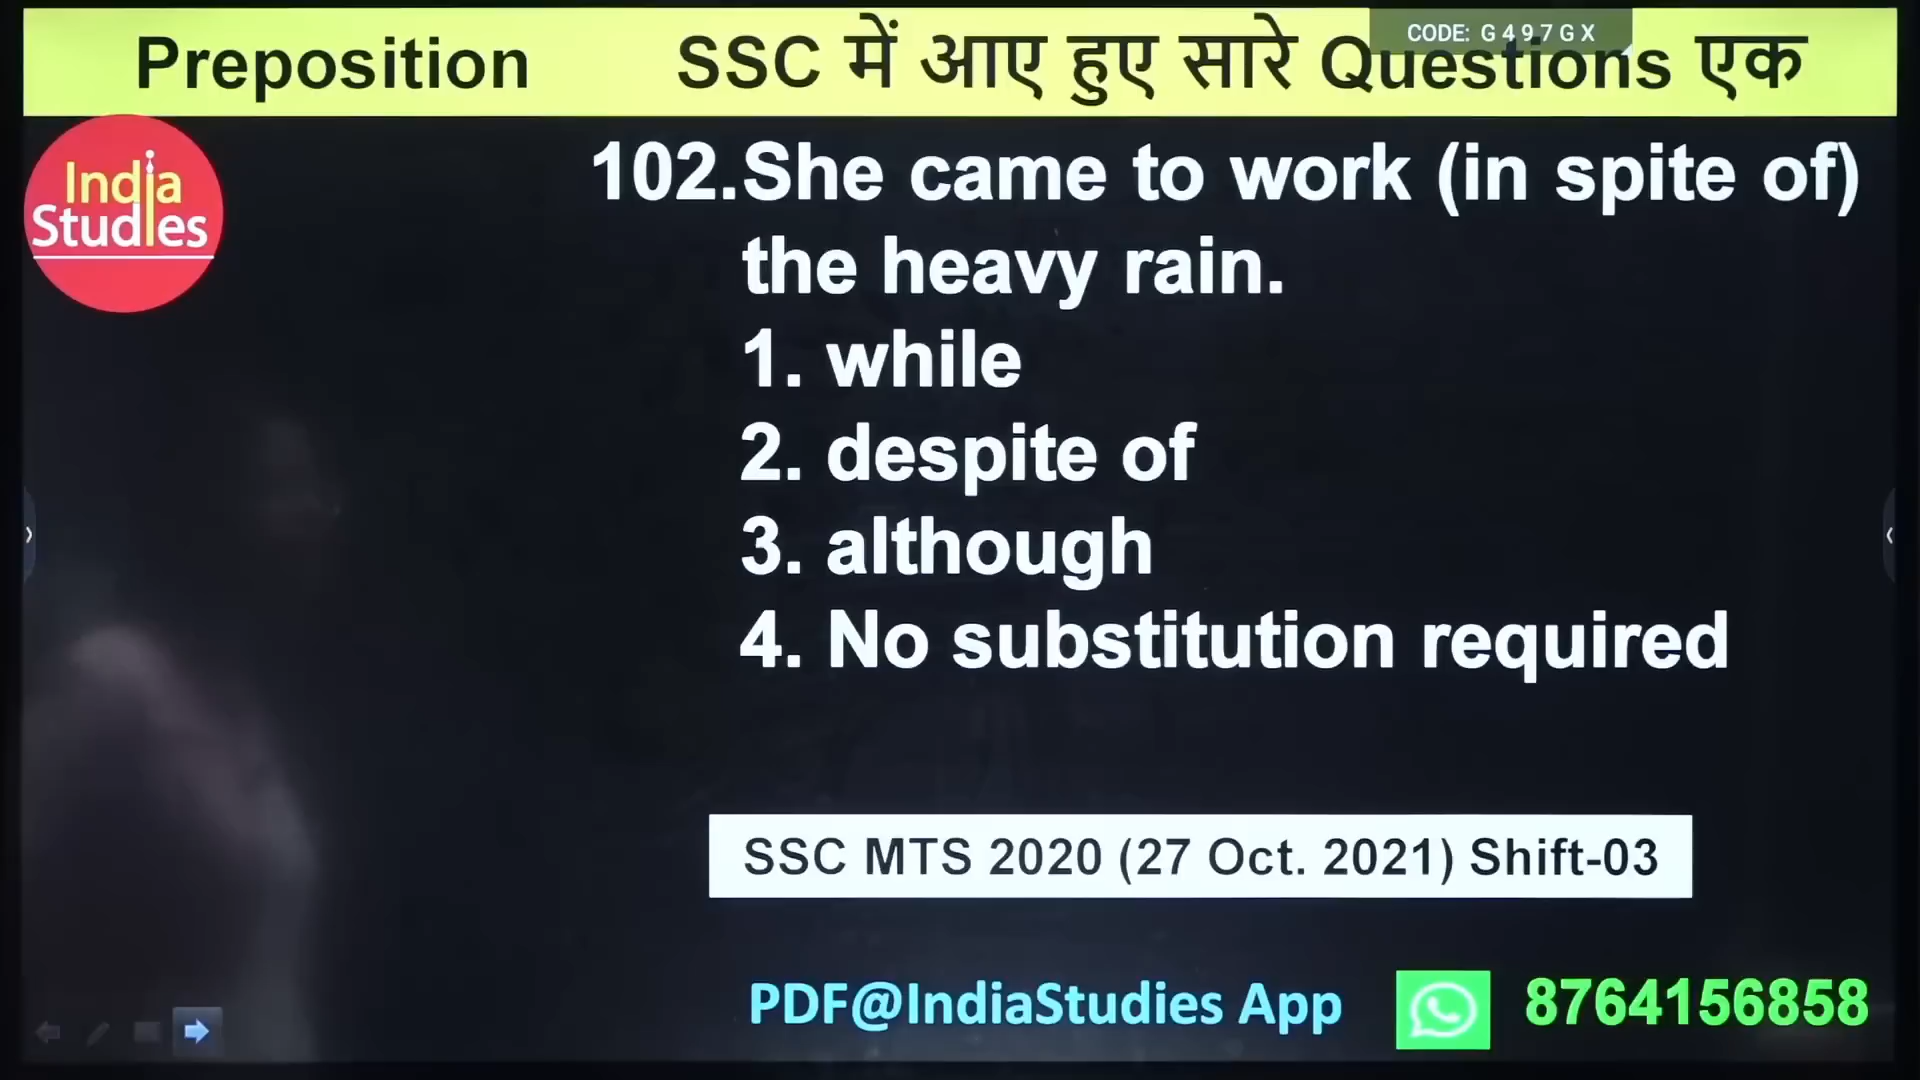 CODE: G 4 9 7 G X
Preposition SSC में आए हुए सारे Questions एक
India
Studies
102.She came to work (in spite of)
the heavy rain.
1. while
2. despite of
3. although
4. No substitution required
SSC MTS 2020 (27 Oct. 2021) Shift-03
PDF@IndiaStudies App 8764156858